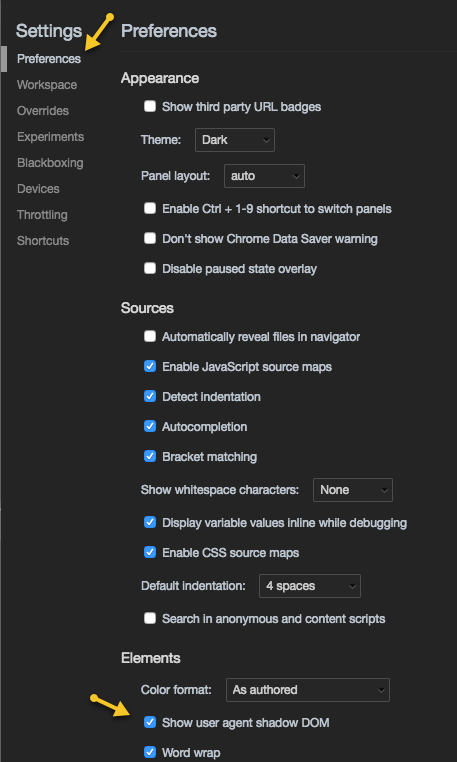 Settings
Preferences
Workspace
Overrides
Experiments
Blackboxing
Devices
Throttling
Shortcuts
Preferences
Appearance
Show third party URL badges
Theme: Dark
Panel layout: auto
Enable Ctrl + 1-9 shortcut to switch panels
Don't show Chrome Data Saver warning
Disable paused state overlay
Sources
Automatically reveal files in navigator
Enable JavaScript source maps
Detect indentation
Autocompletion
Bracket matching
Show whitespace characters: None
Display variable values inline while debugging
Enable CSS source maps
Default indentation: 4 spaces
Search in anonymous and content scripts
Elements
Color format: As authored
Show user agent shadow DOM
Word wrap